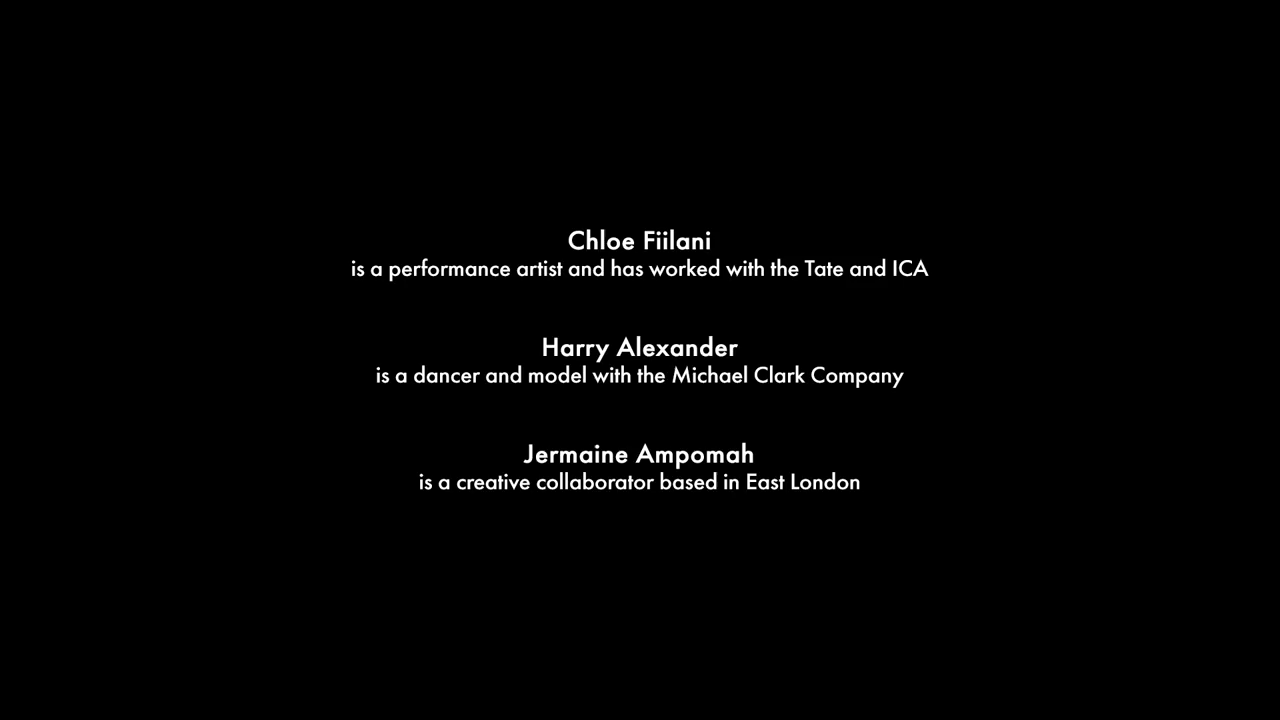 Chloe Fiilani
is a performance artist and has worked with the Tate and ICA
Harry Alexander
is a dancer and model with the Michael Clark Company
Jermaine Ampomah
is a creative collaborator based in East London